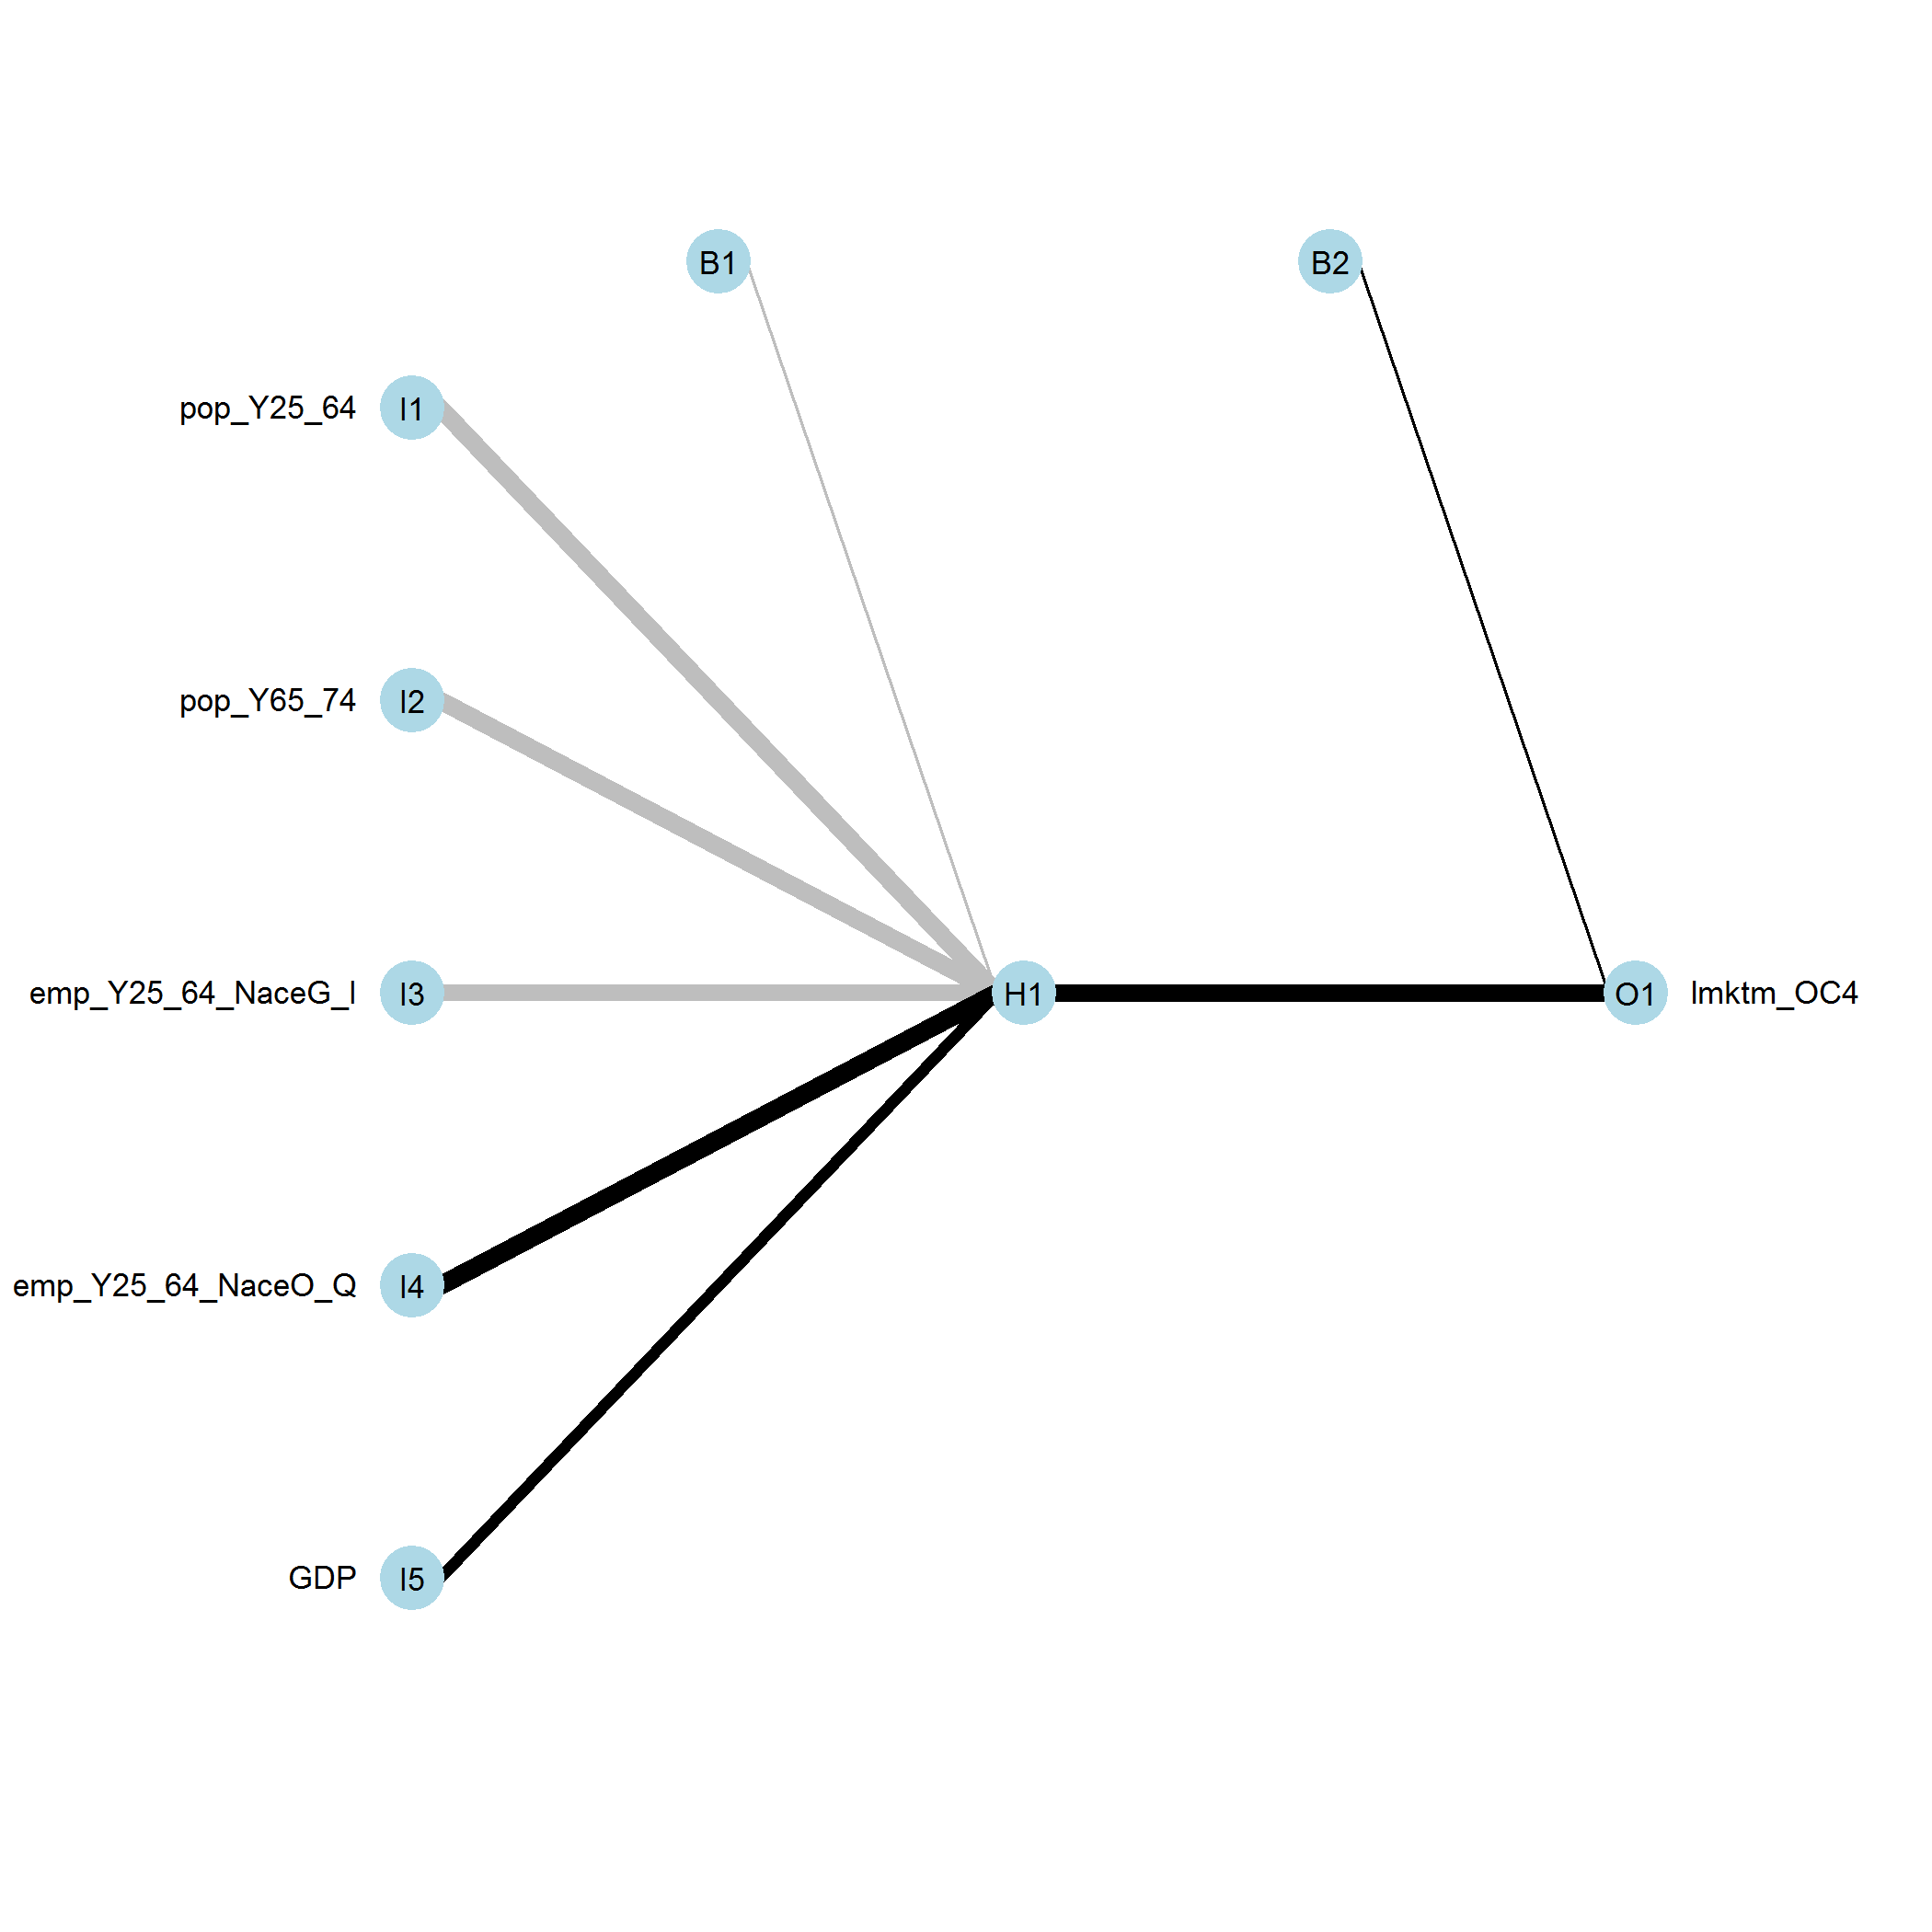 B1
B2
pop_Y25_64 I1
pop_Y65_74 I2
emp_Y25_64_NaceG_I I3 H1 O1 lmktm_OC4
emp_Y25_64_NaceO_Q I4
GDP I5